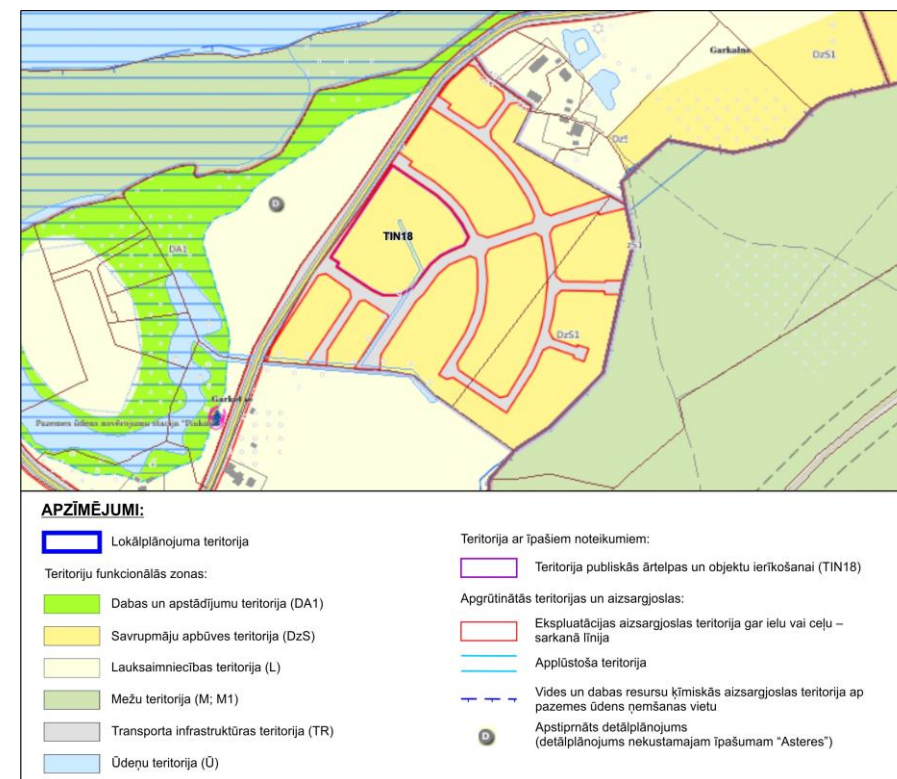 Garkalne
DzS1
DzS
D
TIN18
zS1
DA1
DzS1
Pazemes ūdens novērojumu stacija
APZĪMĒJUMI:
Lokālplānojuma teritorija
Teritoriju funkcionālās zonas:
Dabas un apstādījumu teritorija (DA1)
Savrupmāju apbūves teritorija (DzS)
Lauksaimniecības teritorija (L)
Mežu teritorija (M; M1)
Transporta infrastruktūras teritorija (TR)
Ūdeņu teritorija (Ū)
Teritorija ar īpašiem noteikumiem:
Teritorija publiskās ārtelpas un objektu ierīkošanai (TIN18)
Apgrūtinātās teritorijas un aizsargjoslas:
Ekspluatācijas aizsargjoslas teritorija gar ielu vai ceļu –
sarkanā līnija
Applūstoša teritorija
Vides un dabas resursu ķīmiskās aizsargjoslas teritorija ap
pazemes ūdens ņemšanas vietu
D
Apstiprināts detālplānojums
(detālplānojums nekustamajam īpašumam “Asteres”)